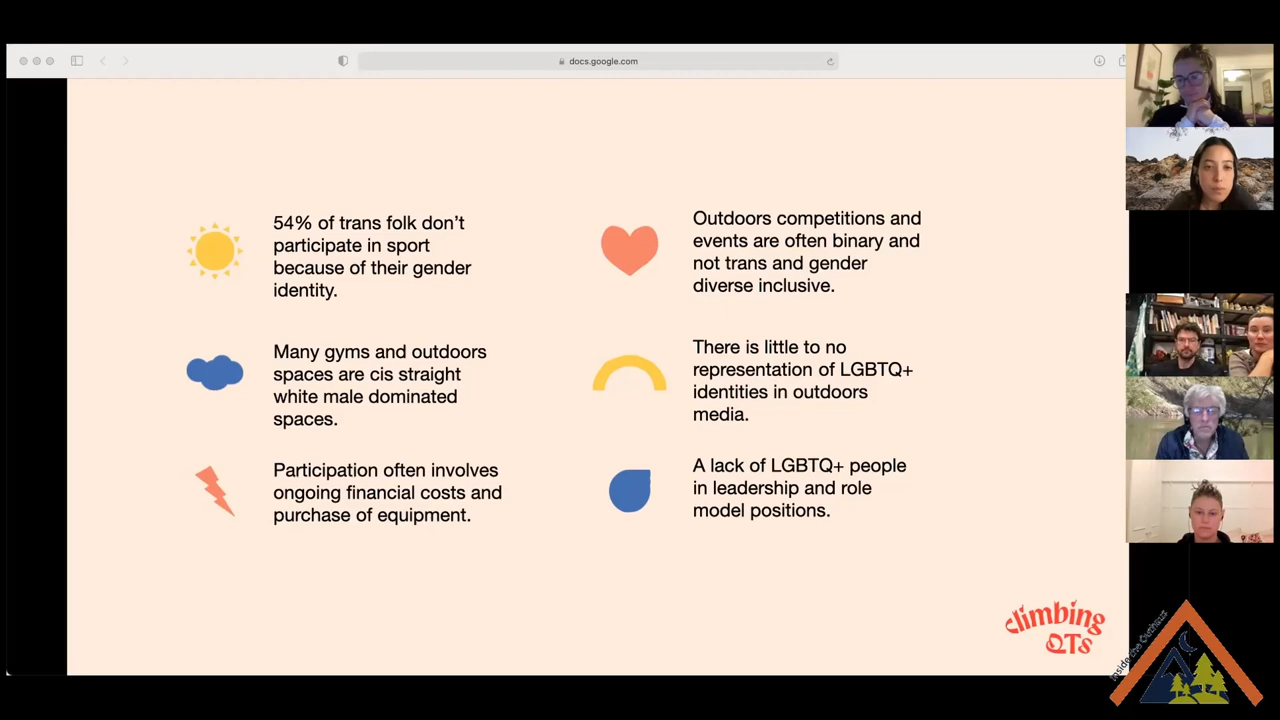 docs.google.com
54% of trans folk don't
participate in sport
because of their gender
identity.
Many gyms and outdoors
spaces are cis straight
white male dominated
spaces.
Participation often involves
ongoing financial costs and
purchase of equipment.
Outdoors competitions and
events are often binary and
not trans and gender
diverse inclusive.
There is little to no
representation of LGBTQ+
identities in outdoors
media.
A lack of LGBTQ+ people
in leadership and role
model positions.
climbing
QTs
Inside the Outhaus